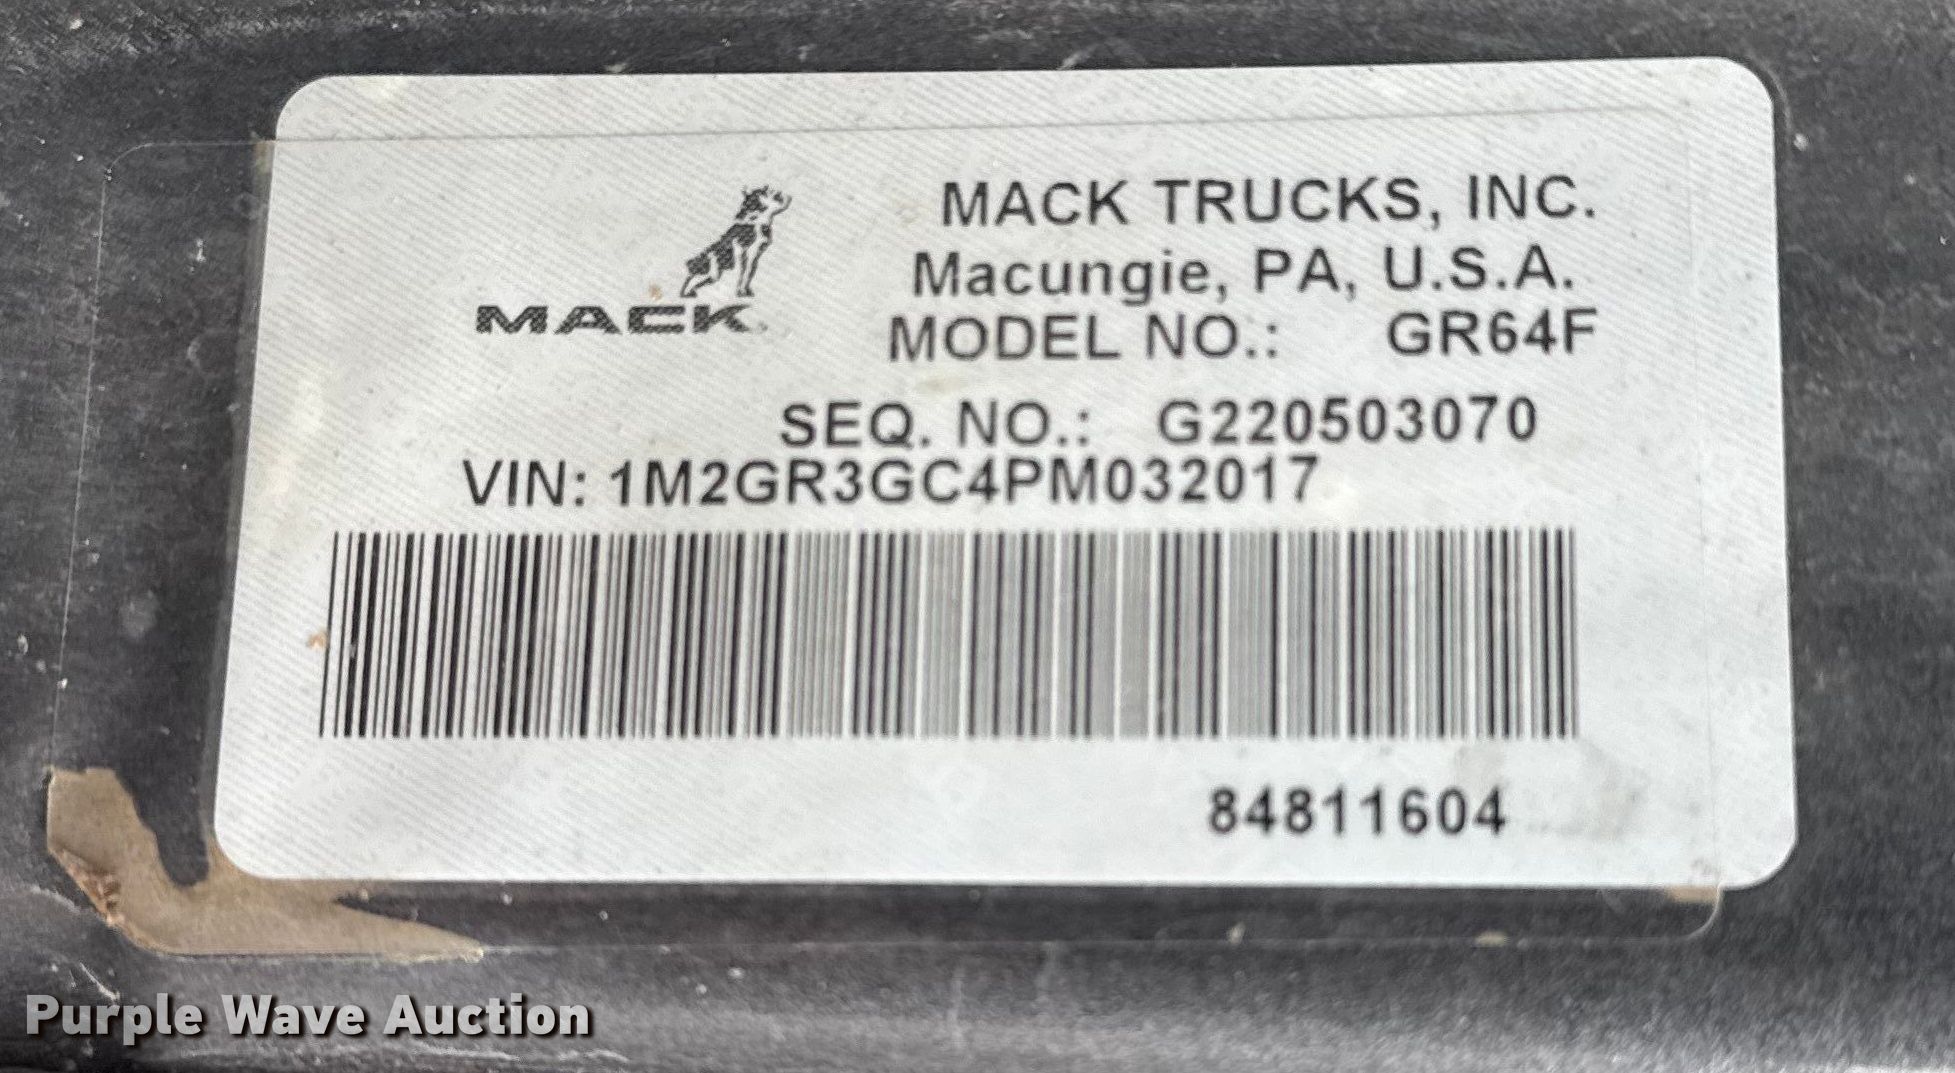 MACK
MACK TRUCKS, INC.
Macungie, PA, U.S.A.
MODEL NO.: GR64F
SEQ. NO.: G220503070
VIN: 1M2GR3GC4PM032017
84811604
Purple Wave Auction